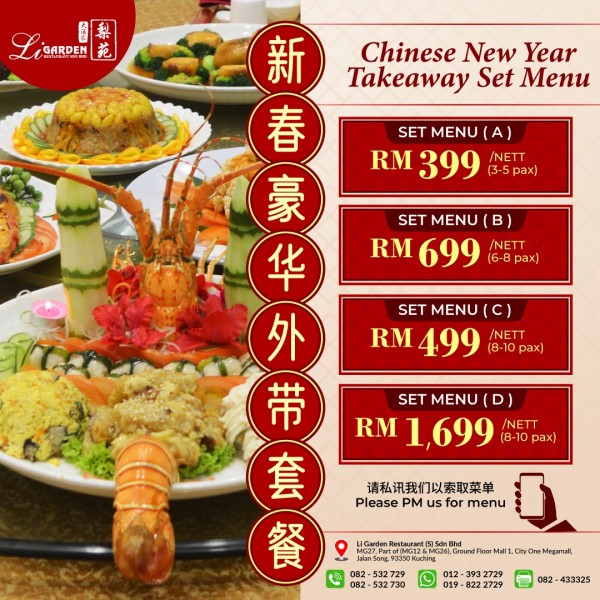 Li GARDEN
RESTAURANT SDN BHD
梨苑
大酒家
新春豪华外带套餐
Chinese New Year
Takeaway Set Menu
SET MENU ( A )
RM 399 /NETT
(3-5 pax)
SET MENU ( B )
RM 699 /NETT
(6-8 pax)
SET MENU ( C )
RM 499 /NETT
(8-10 pax)
SET MENU ( D )
RM 1,699 /NETT
(8-10 pax)
请私讯我们以索取菜单
Please PM us for menu
Li Garden Restaurant (S) Sdn Bhd
MG27, Part of (MG12 & MG26), Ground Floor Mall 1, City One Megamall,
Jalan Song, 93350 Kuching
082 - 532 729
082 - 532 730
012 - 393 2729
019 - 822 2729
082 - 433325